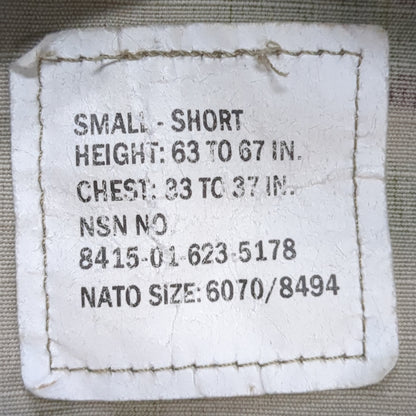 SMALL - SHORT
HEIGHT: 63 TO 67 IN.
CHEST: 33 TO 37 IN.
NSN NO
8415-01-623-5178
NATO SIZE: 6070/8494